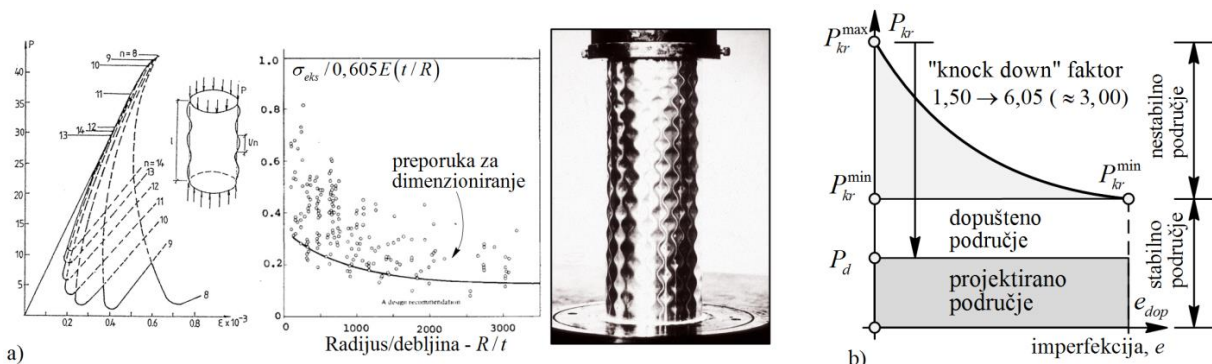 P
40
35
30
25
20
15
10
5
n=8
9
10
11
12
14
13
n=14
13
12
11
10
9
8
0.2
0.4
0.6
0.8
ε×10⁻³
P
l
l/n
a)
σ_eks / 0,605E(t/R)
1.0
0.8
0.6
0.4
0.2
0
preporuka za
dimenzioniranje
A design recommendation
0
1000
2000
3000
Radijus/debljina - R/t
P_kr^max
P_kr
"knock down" faktor
1,50 → 6,05 (≈ 3,00)
P_kr^min
P_kr^min
dopušteno
područje
P_d
projektirano
područje
e_dop
imperfekcija, e
nestabilno
područje
stabilno
područje
b)